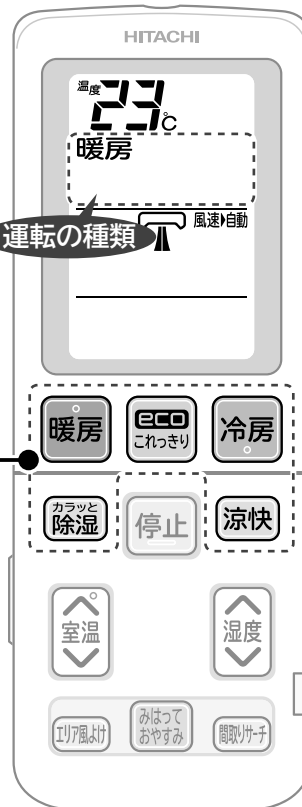 HITACHI
温度 23℃
暖房
運転の種類
風速▶自動
暖房 eco これっきり 冷房
カラッと 除湿 停止 涼快
室温 湿度
エリア風よけ みはって おやすみ 間取りサーチ